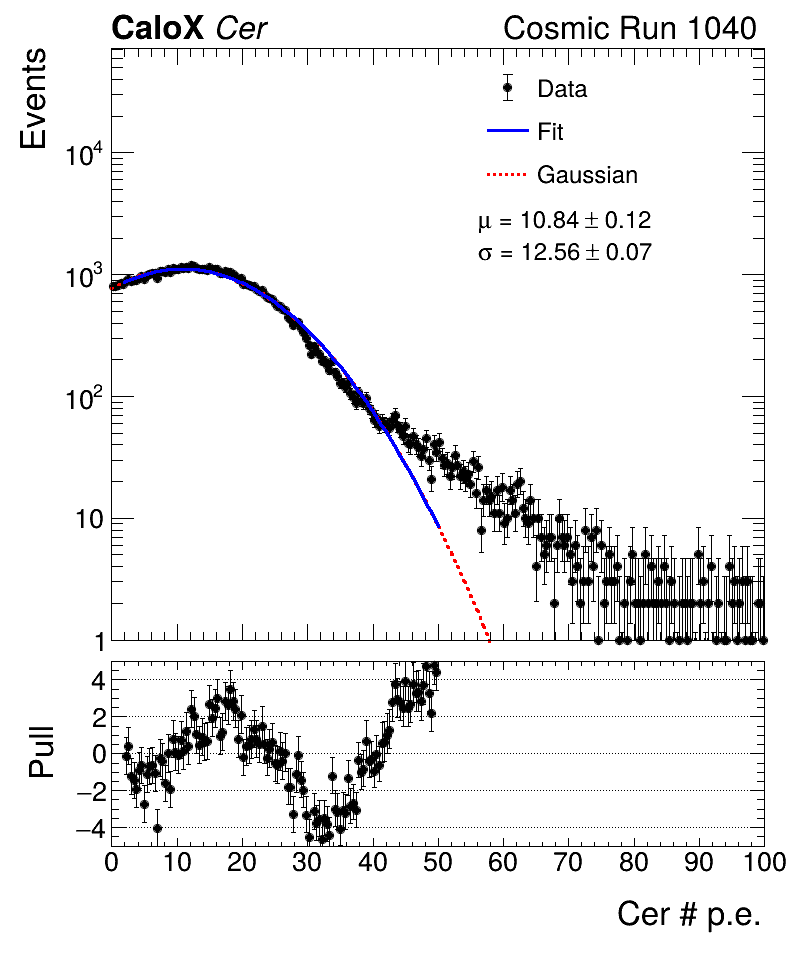 CaloX Cer Cosmic Run 1040
Events
10⁴
10³
10²
10
1
Data
Fit
Gaussian
μ = 10.84 ± 0.12
σ = 12.56 ± 0.07
Pull
4
2
0
−2
−4
0 10 20 30 40 50 60 70 80 90 100
Cer # p.e.